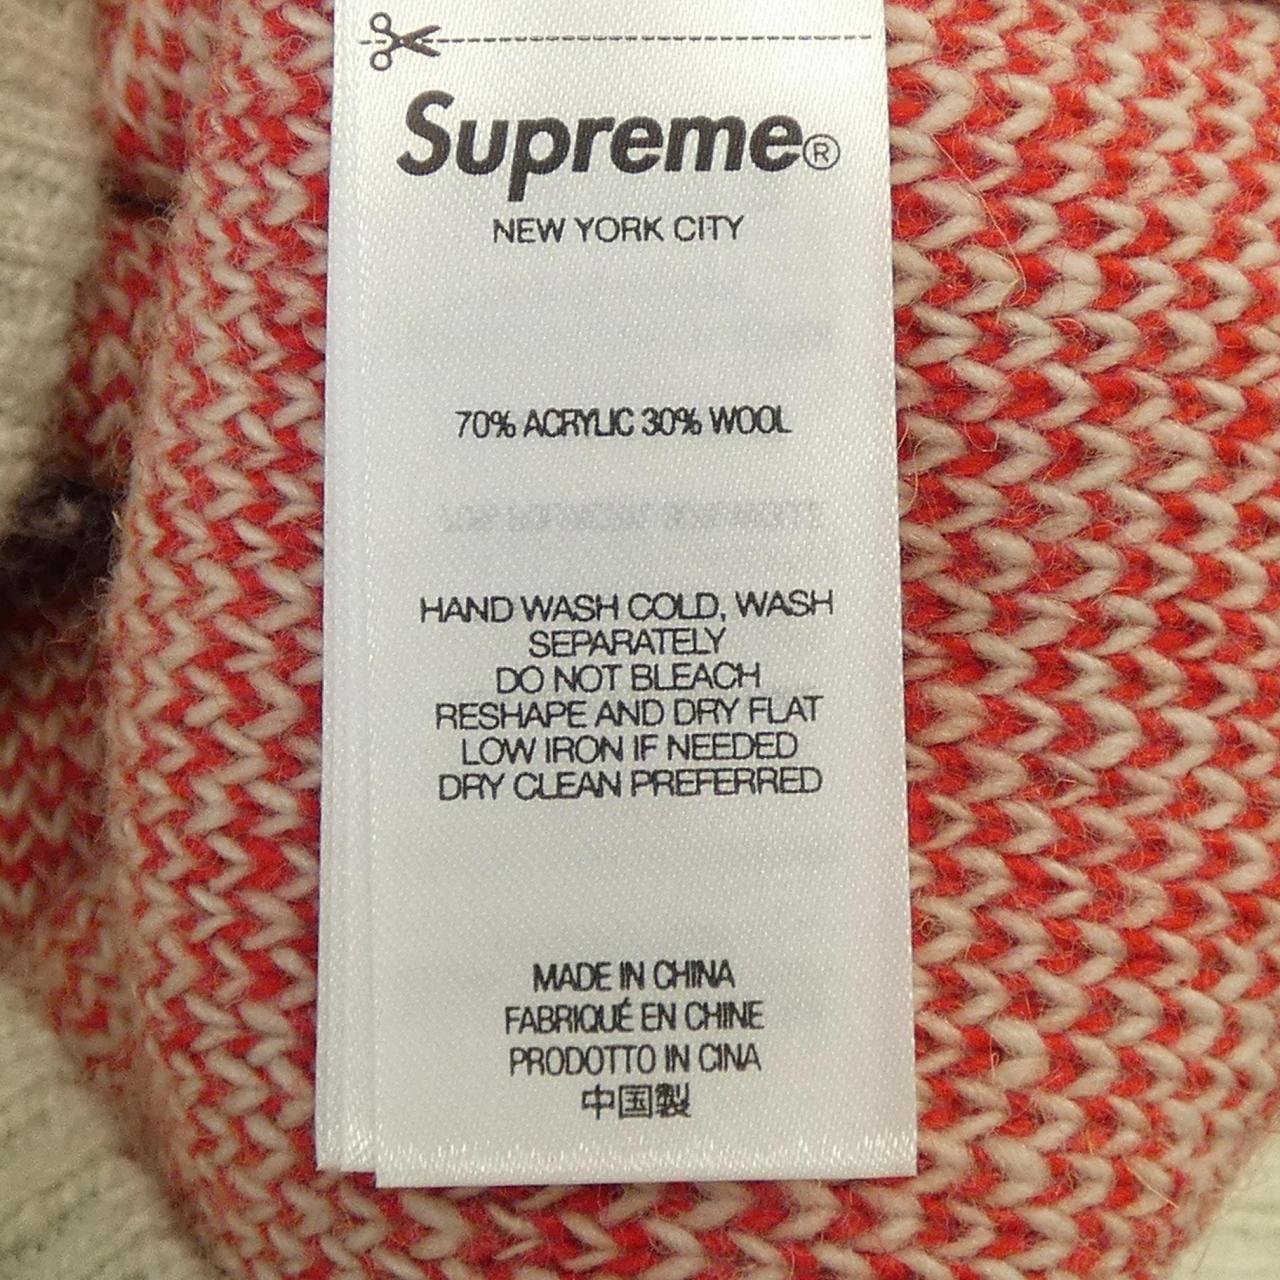 Supreme®
NEW YORK CITY
70% ACRYLIC 30% WOOL
HAND WASH COLD, WASH
SEPARATELY
DO NOT BLEACH
RESHAPE AND DRY FLAT
LOW IRON IF NEEDED
DRY CLEAN PREFERRED
MADE IN CHINA
FABRIQUÉ EN CHINE
PRODOTTO IN CINA
中国製